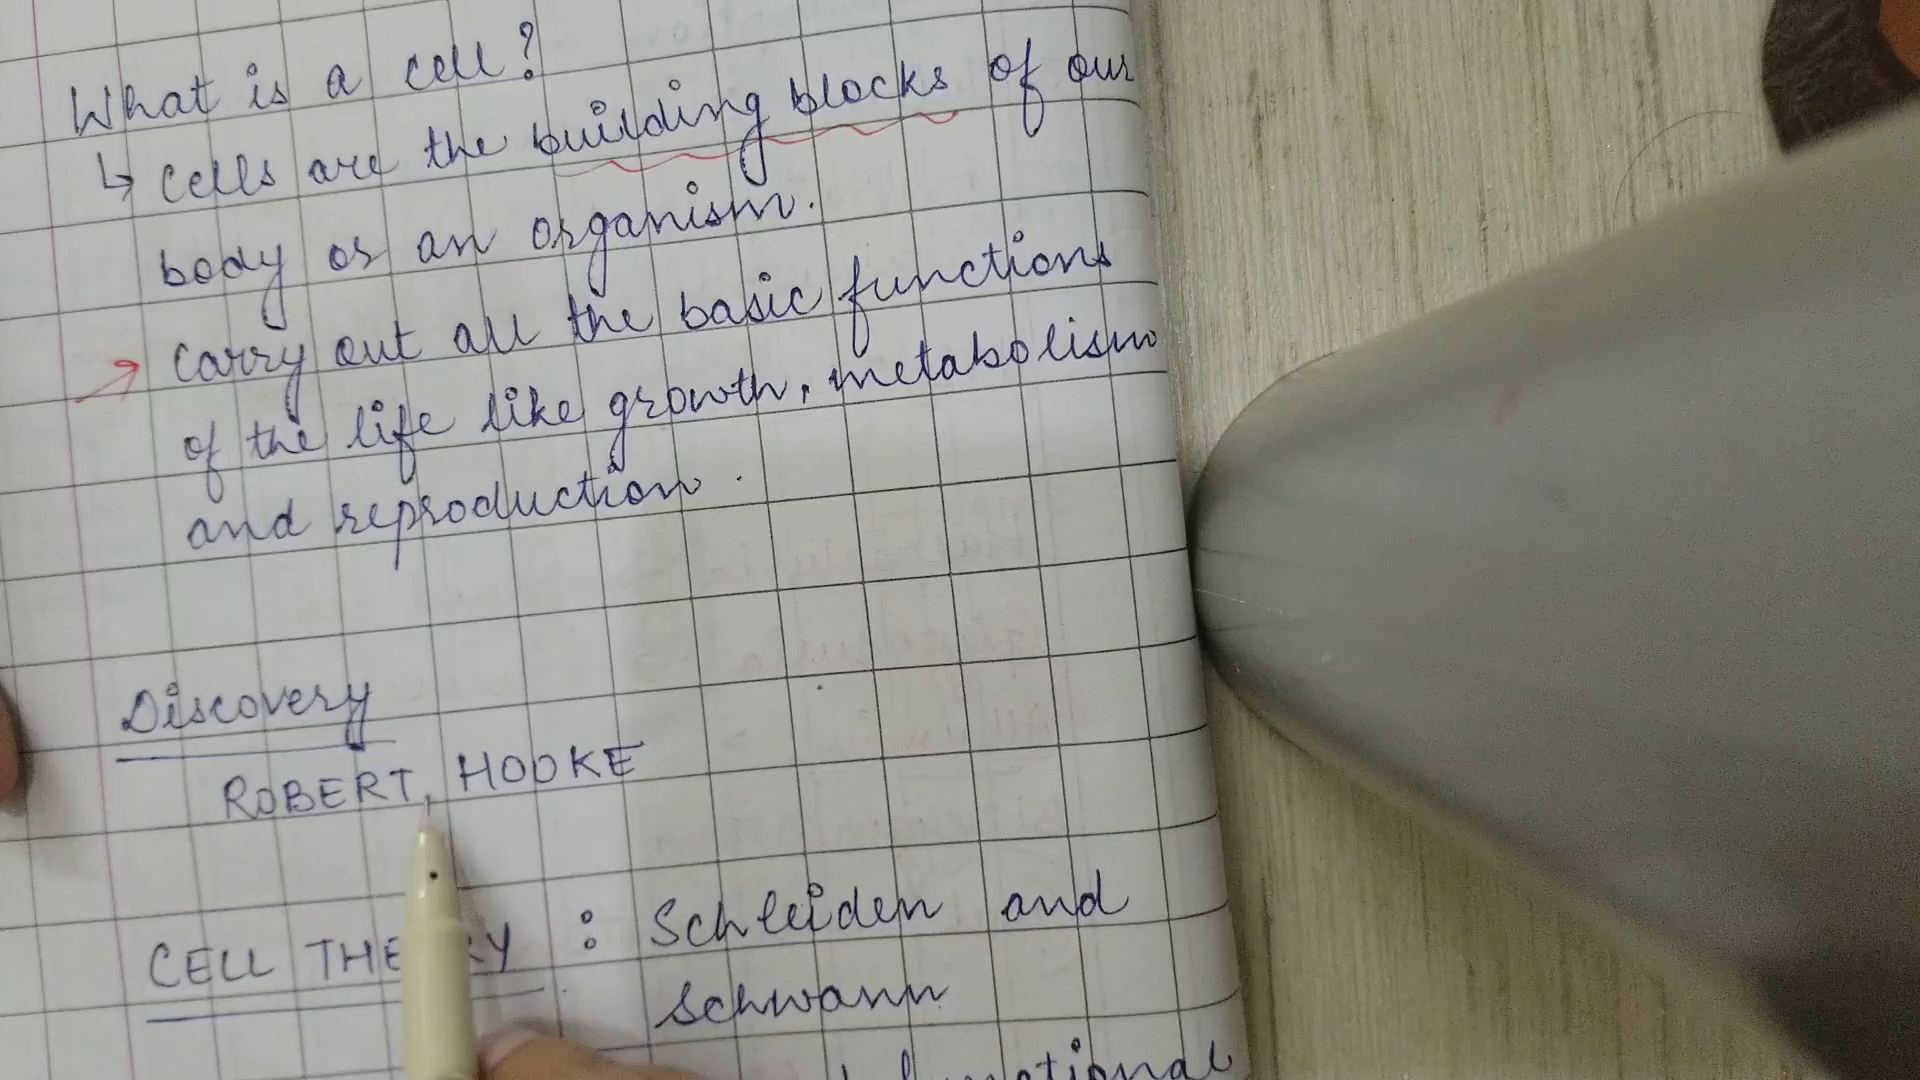 What is a cell?
↳ cells are the building blocks of our
body or an organism.
→ carry out all the basic functions
of the life like growth, metabolism
and reproduction.
Discovery
ROBERT HOOKE
CELL THEORY : Schleiden and
Schwann